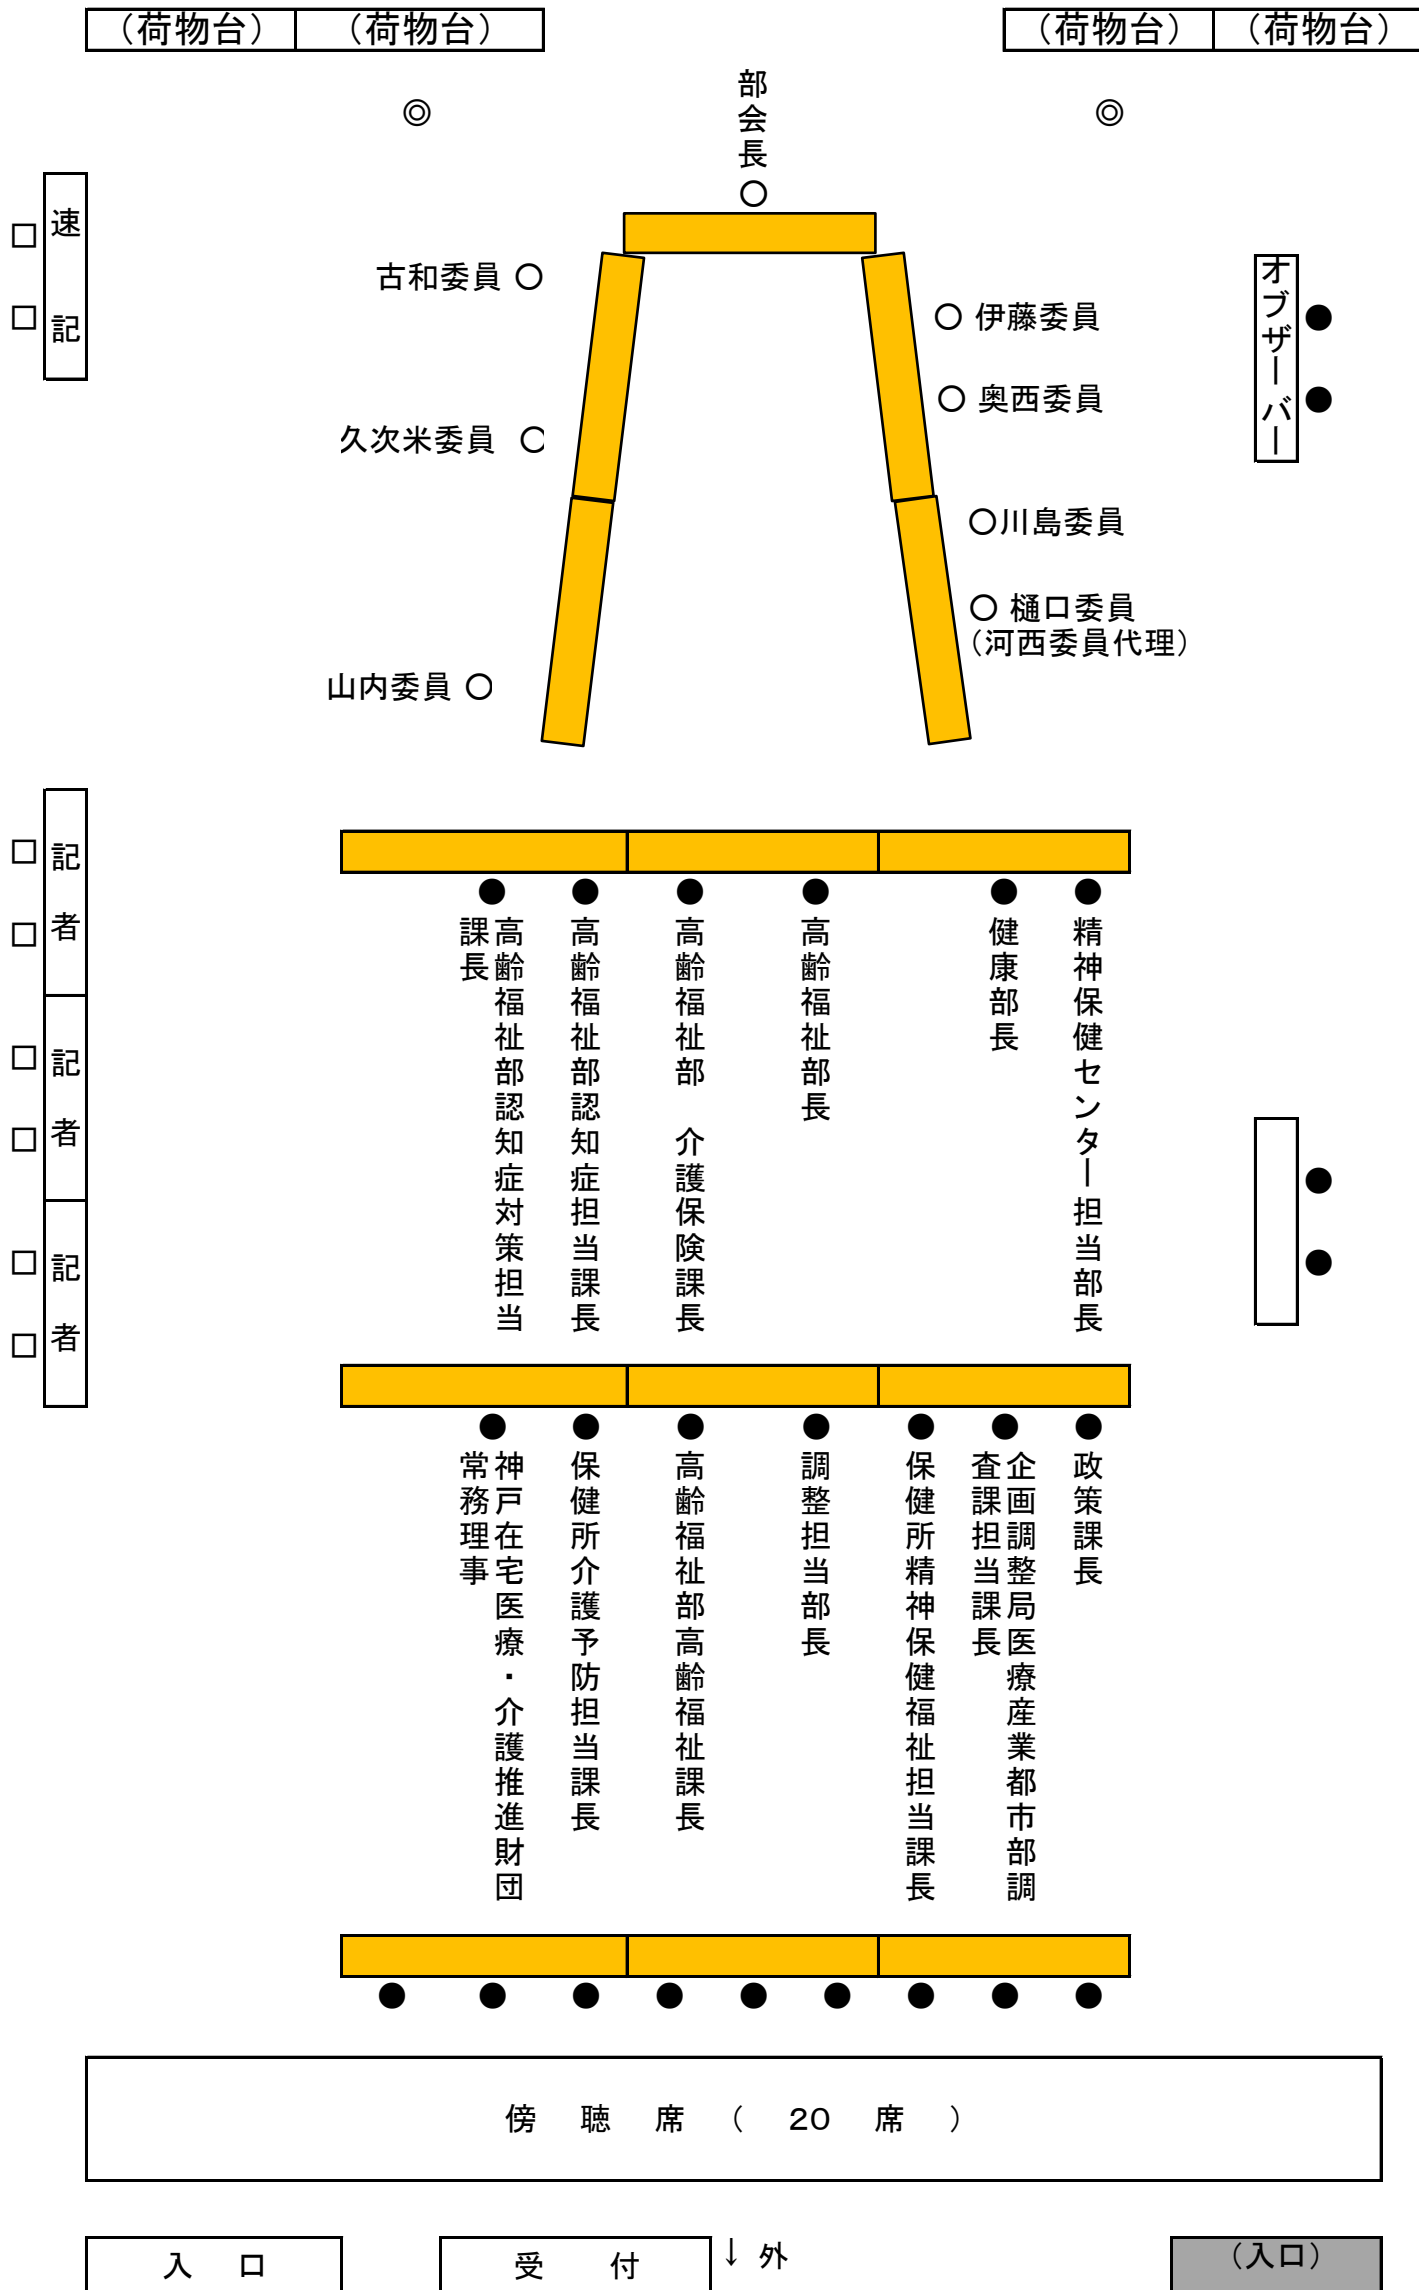 （荷物台）
（荷物台）
（荷物台）
（荷物台）
◎
部会長
◎
○
速記
□
□
古和委員 ○
○ 伊藤委員
オブザーバー
●
●
○ 奥西委員
久次米委員 ○
○川島委員
○ 樋口委員
（河西委員代理）
山内委員 ○
記者
□
□
記者
□
□
記者
□
□
● ● ● ● ● ●
高齢福祉部認知症対策担当
課長
高齢福祉部認知症担当課長
高齢福祉部　介護保険課長
高齢福祉部長
健康部長
精神保健センター担当部長
●
●
● ● ● ● ● ● ●
神戸在宅医療・介護推進財団
常務理事
保健所介護予防担当課長
高齢福祉部高齢福祉課長
調整担当部長
保健所精神保健福祉担当課長
企画調整局医療産業都市部調
査課担当課長
政策課長
● ● ● ● ● ● ● ● ●
傍　聴　席　（　20　席　）
入　口
受　付
↓ 外
（入口）